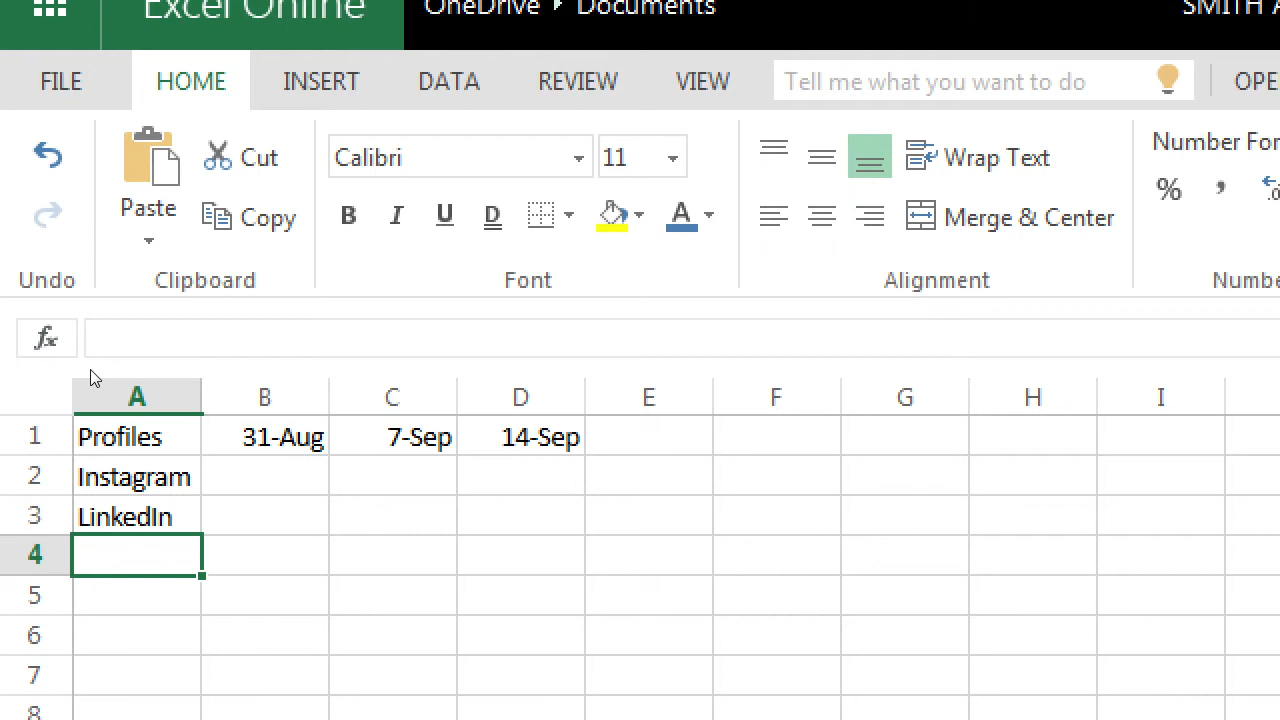 Excel Online OneDrive ▸ Documents SMITH A
FILE HOME INSERT DATA REVIEW VIEW Tell me what you want to do OPE
Cut Calibri 11 Wrap Text Number For
Paste Copy B I U D A Merge & Center % ,
Undo Clipboard Font Alignment Numbe
fx
A B C D E F G H I
1 Profiles 31-Aug 7-Sep 14-Sep
2 Instagram
3 LinkedIn
4
5
6
7
8